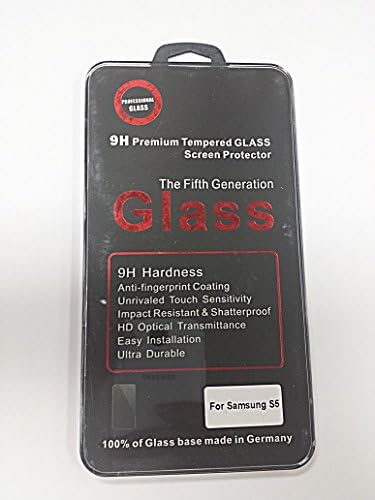 PROFESSIONAL
GLASS
9H Premium Tempered GLASS
Screen Protector
The Fifth Generation
Glass
9H Hardness
Anti-fingerprint Coating
Unrivaled Touch Sensitivity
Impact Resistant & Shatterproof
HD Optical Transmittance
Easy Installation
Ultra Durable
For Samsung S5
100% of Glass base made in Germany